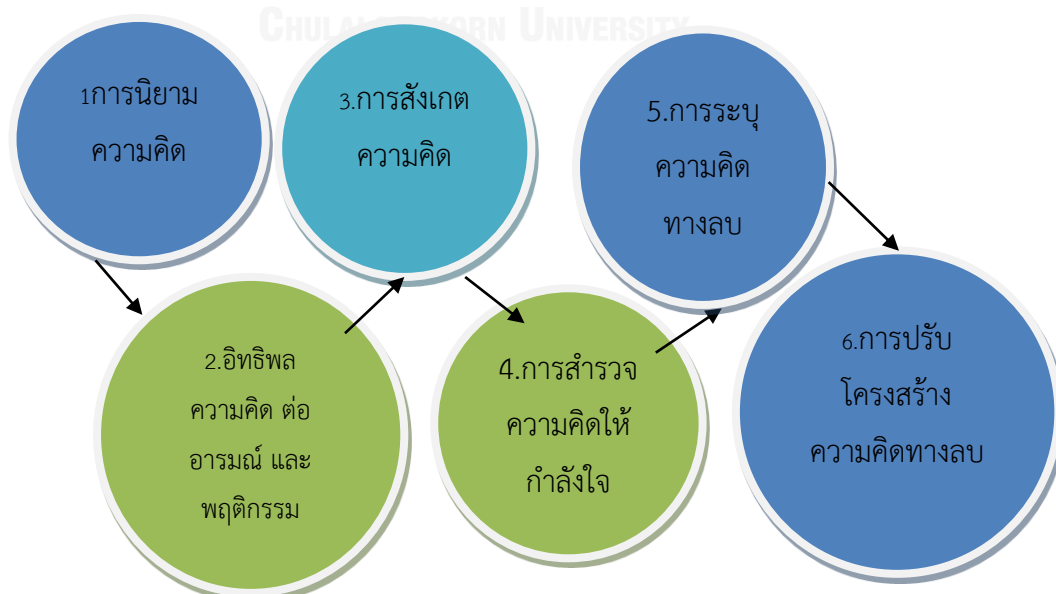 CHULALONGKORN UNIVERSITY
1การนิยาม
ความคิด
2.อิทธิพล
ความคิด ต่อ
อารมณ์ และ
พฤติกรรม
3.การสังเกต
ความคิด
4.การสำรวจ
ความคิดให้
กำลังใจ
5.การระบุ
ความคิด
ทางลบ
6.การปรับ
โครงสร้าง
ความคิดทางลบ